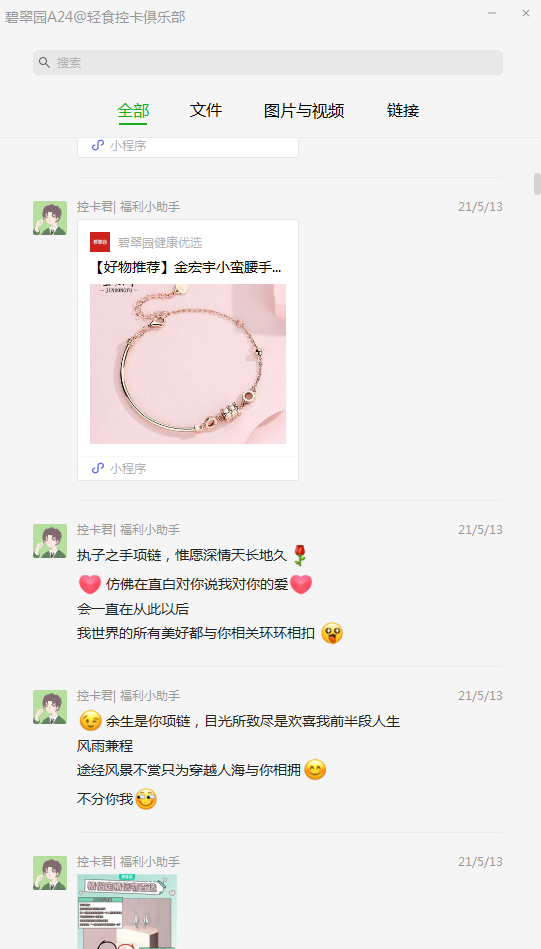 碧翠园A24@轻食控卡俱乐部
搜索
全部 文件 图片与视频 链接
小程序
控卡君| 福利小助手 21/5/13
碧翠园健康优选
【好物推荐】金宏宇小蛮腰手...
JINHONGYU
小程序
控卡君| 福利小助手 21/5/13
执子之手项链，惟愿深情天长地久
仿佛在直白对你说我对你的爱
会一直在从此以后
我世界的所有美好都与你相关环环相扣
控卡君| 福利小助手 21/5/13
余生是你项链，目光所致尽是欢喜我前半段人生
风雨兼程
途经风景不赏只为穿越人海与你相拥
不分你我
控卡君| 福利小助手 21/5/13